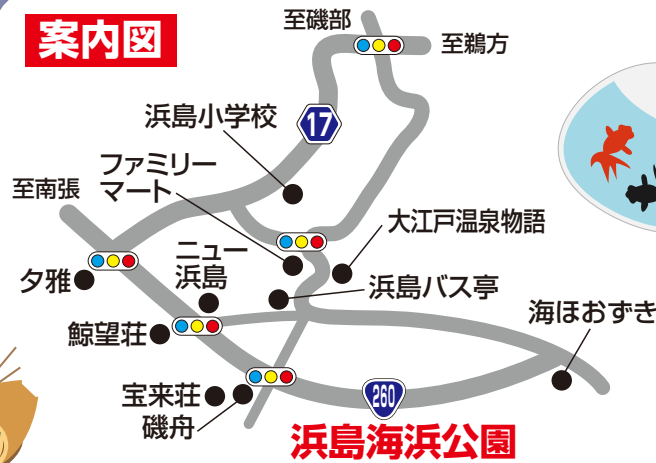 案内図
至磯部
至鵜方
17
浜島小学校
ファミリー
マート
至南張
大江戸温泉物語
ニュー
浜島
夕雅
浜島バス亭
海ほおずき
鯨望荘
宝来荘
磯舟
260
浜島海浜公園